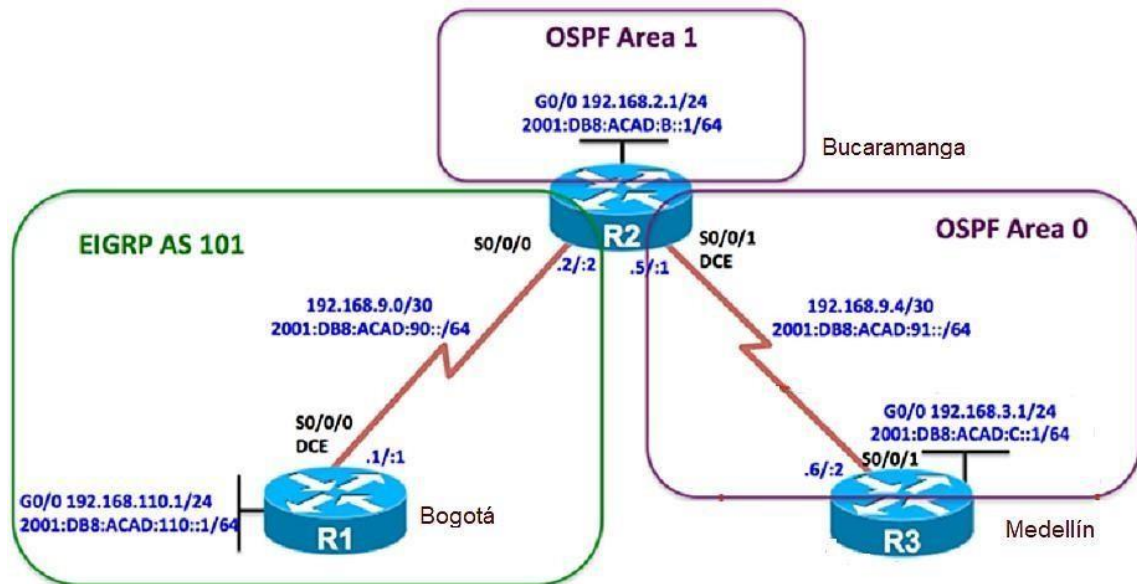 OSPF Area 1
G0/0 192.168.2.1/24
2001:DB8:ACAD:B::1/64
Bucaramanga
EIGRP AS 101
S0/0/0
R2
S0/0/1
DCE
OSPF Area 0
.2/:2
.5/:1
192.168.9.0/30
2001:DB8:ACAD:90::/64
192.168.9.4/30
2001:DB8:ACAD:91::/64
S0/0/0
DCE
.1/:1
G0/0 192.168.3.1/24
2001:DB8:ACAD:C::1/64
.6/:2
S0/0/1
G0/0 192.168.110.1/24
2001:DB8:ACAD:110::1/64
R1
Bogotá
R3
Medellín